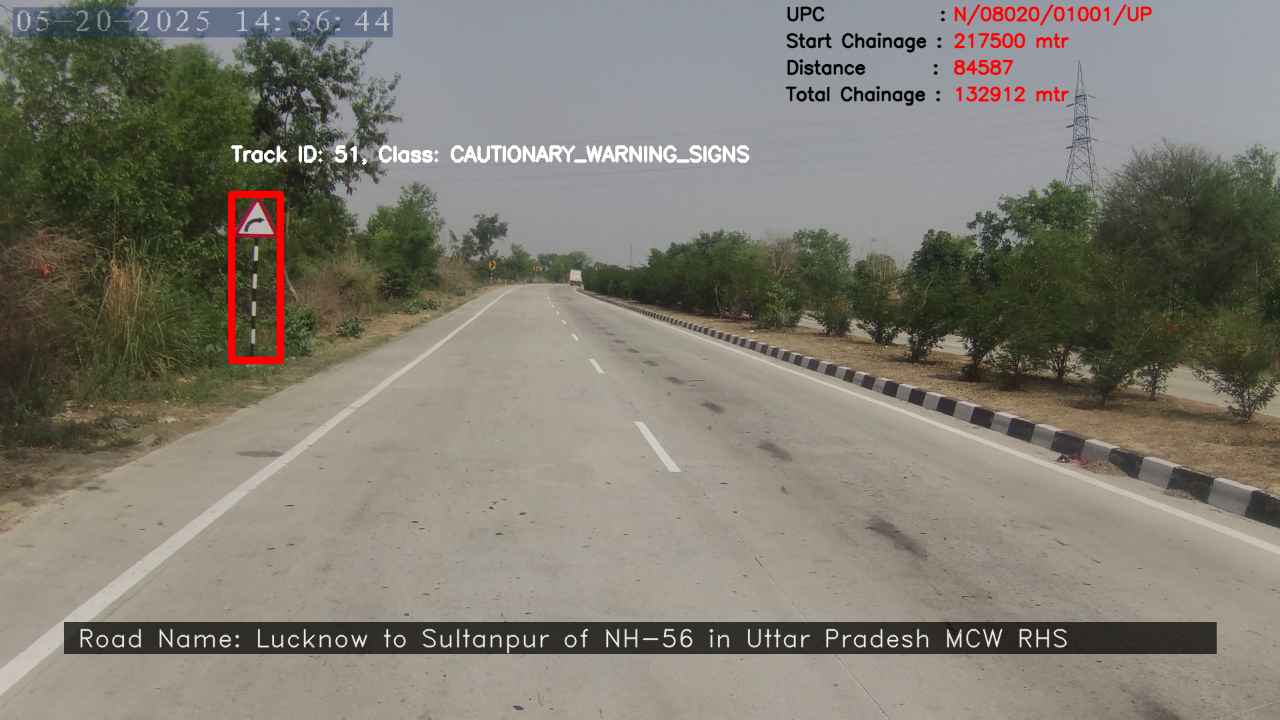 05-20-2025 14:36:44
UPC : N/08020/01001/UP
Start Chainage : 217500 mtr
Distance : 84587
Total Chainage : 132912 mtr
Track ID: 51, Class: CAUTIONARY_WARNING_SIGNS
Road Name: Lucknow to Sultanpur of NH-56 in Uttar Pradesh MCW RHS